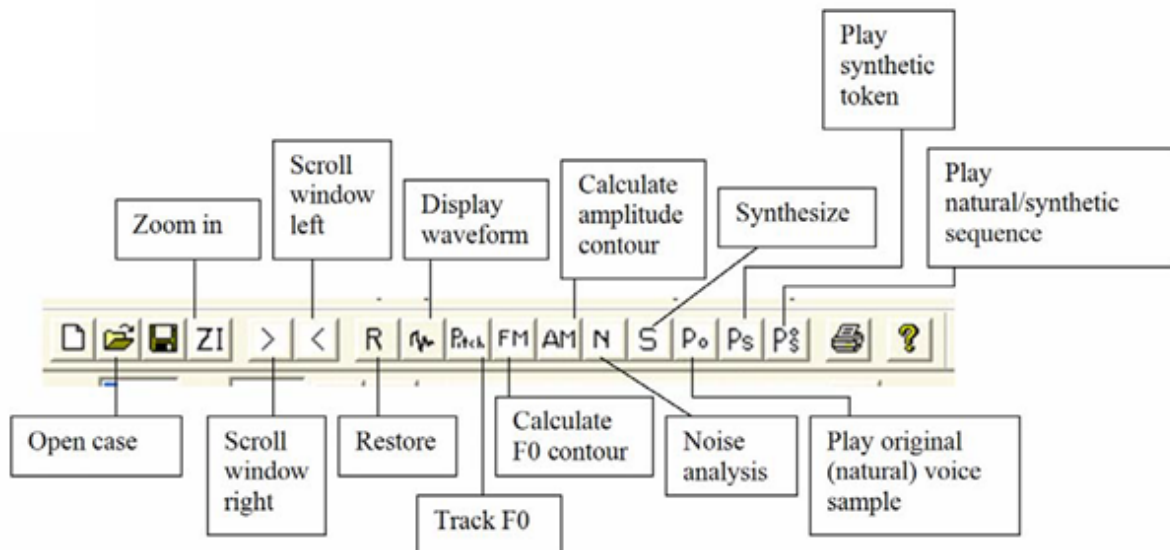 Play
synthetic
token
Scroll
window
left
Calculate
amplitude
contour
Play
natural/synthetic
sequence
Zoom in
Display
waveform
Synthesize
ZI > < R Pitch FM AM N S Po Ps P°s ?
Open case
Scroll
window
right
Restore
Calculate
F0 contour
Noise
analysis
Play original
(natural) voice
sample
Track F0